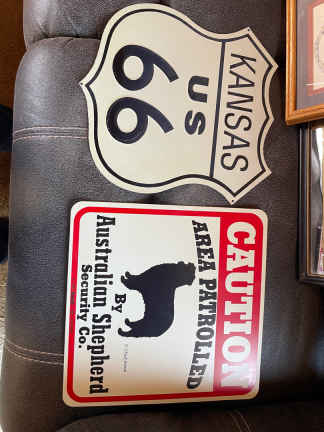 KANSAS
US
66
CAUTION
AREA PATROLLED
By
Australian Shepherd
Security Co.